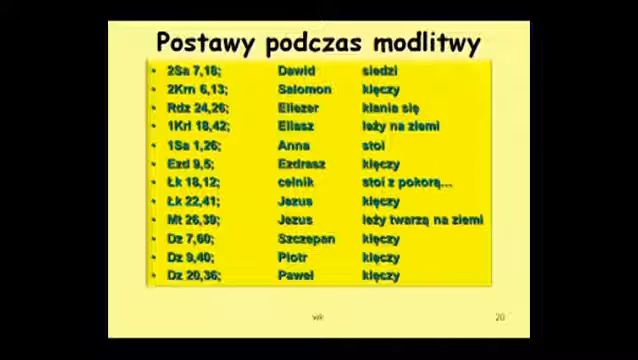 Postawy podczas modlitwy
• 2Sa 7,18; Dawid siedzi
• 2Krn 6,13; Salomon klęczy
• Rdz 24,26; Eliezer kłania się
• 1Krl 18,42; Eliasz leży na ziemi
• 1Sa 1,26; Anna stoi
• Ezd 9,5; Ezdrasz klęczy
• Łk 18,12; celnik stoi z pokorą...
• Łk 22,41; Jezus klęczy
• Mt 26,39; Jezus leży twarzą na ziemi
• Dz 7,60; Szczepan klęczy
• Dz 9,40; Piotr klęczy
• Dz 20,36; Paweł klęczy
wk 20